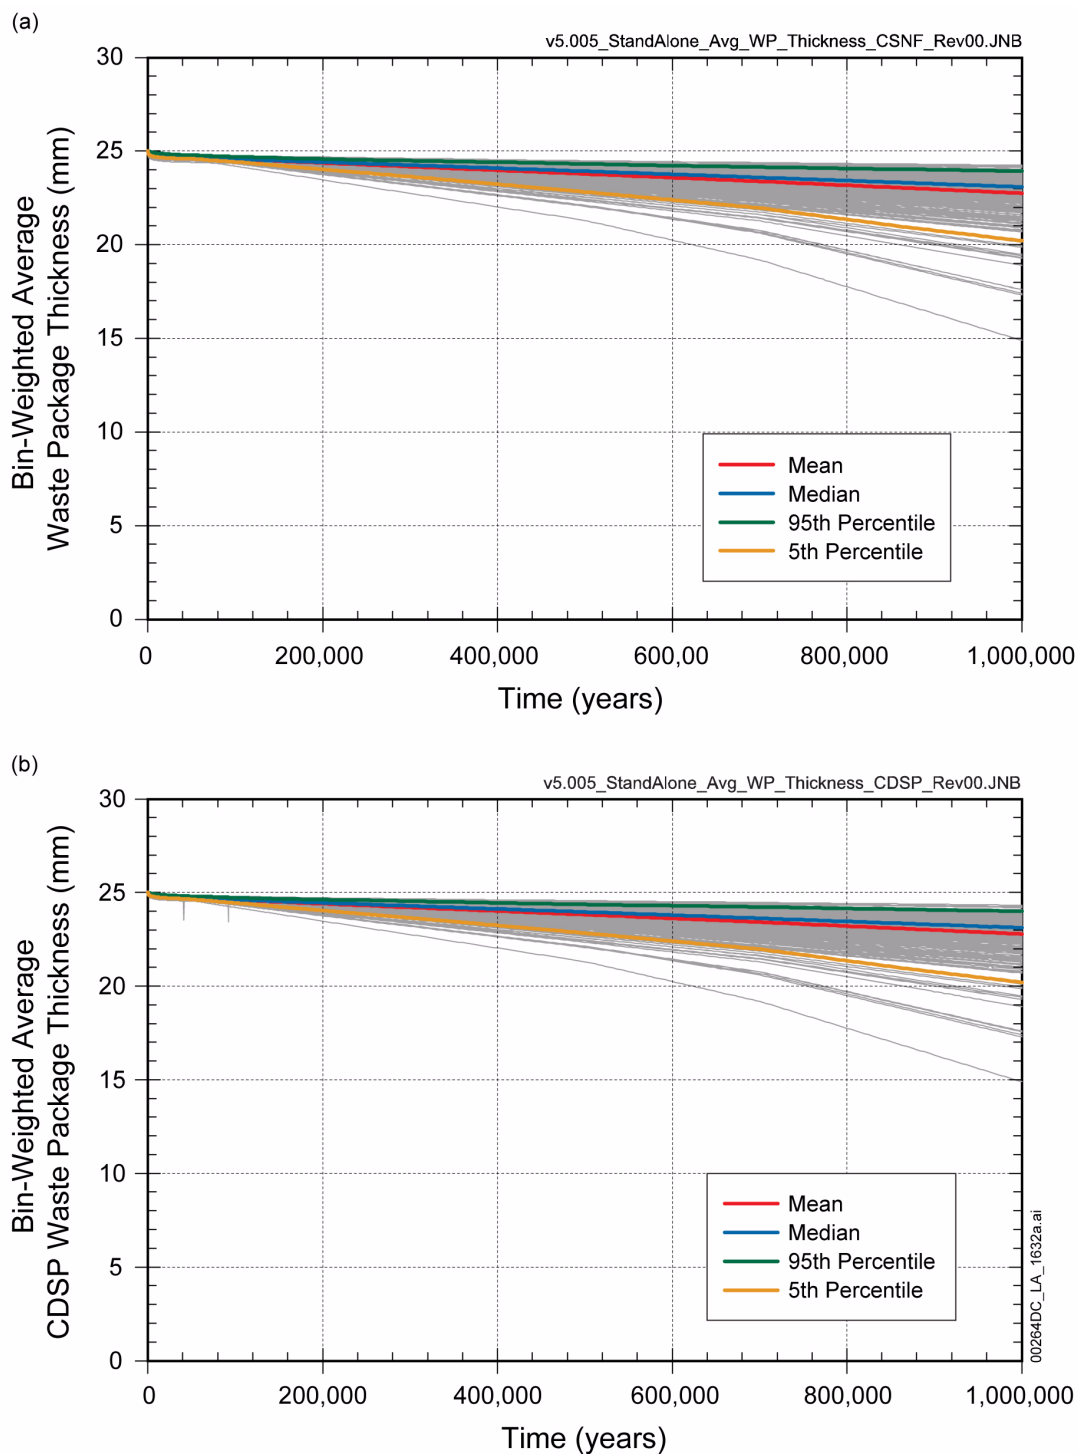 (a)
v5.005_StandAlone_Avg_WP_Thickness_CSNF_Rev00.JNB
Bin-Weighted Average
Waste Package Thickness (mm)
30
25
20
15
10
5
0
Mean
Median
95th Percentile
5th Percentile
0 200,000 400,000 600,00 800,000 1,000,000
Time (years)
(b)
v5.005_StandAlone_Avg_WP_Thickness_CDSP_Rev00.JNB
Bin-Weighted Average
CDSP Waste Package Thickness (mm)
30
25
20
15
10
5
0
Mean
Median
95th Percentile
5th Percentile
0 200,000 400,000 600,000 800,000 1,000,000
Time (years)
00264DC_LA_1632a.ai